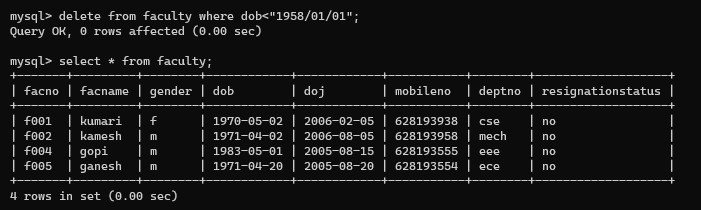 mysql> delete from faculty where dob<"1958/01/01";
Query OK, 0 rows affected (0.00 sec)

mysql> select * from faculty;
+-------+---------+--------+------------+------------+-----------+--------+-------------------+
| facno | facname | gender | dob        | doj        | mobileno  | deptno | resignationstatus |
+-------+---------+--------+------------+------------+-----------+--------+-------------------+
| f001  | kumari  | f      | 1970-05-02 | 2006-02-05 | 628193938 | cse    | no                |
| f002  | kamesh  | m      | 1971-04-02 | 2006-08-05 | 628193958 | mech   | no                |
| f004  | gopi    | m      | 1983-05-01 | 2005-08-15 | 628193555 | eee    | no                |
| f005  | ganesh  | m      | 1971-04-20 | 2005-08-20 | 628193554 | ece    | no                |
+-------+---------+--------+------------+------------+-----------+--------+-------------------+
4 rows in set (0.00 sec)